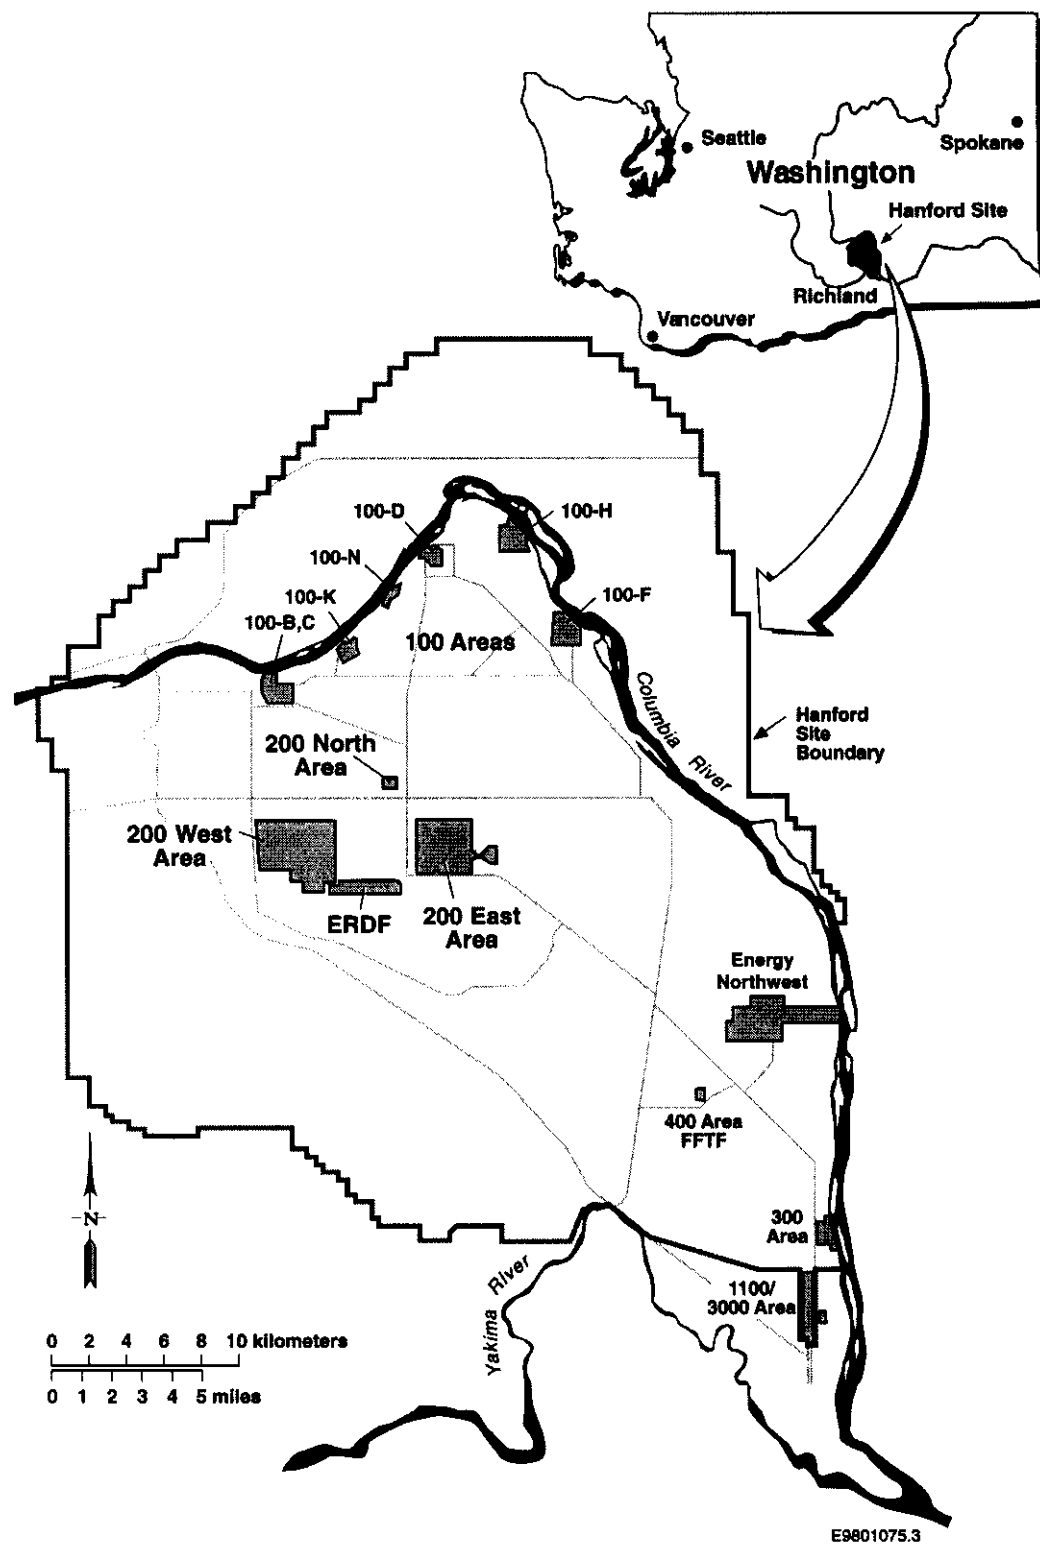 Seattle
Spokane
Washington
Hanford Site
Richland
Vancouver
100-D
100-H
100-N
100-K
100-F
100-B,C
100 Areas
Columbia River
Hanford
Site
Boundary
200 North
Area
200 West
Area
ERDF
200 East
Area
Energy
Northwest
400 Area
FFTF
N
300
Area
1100/
3000 Area
Yakima River
0 2 4 6 8 10 kilometers
0 1 2 3 4 5 miles
E9801075.3